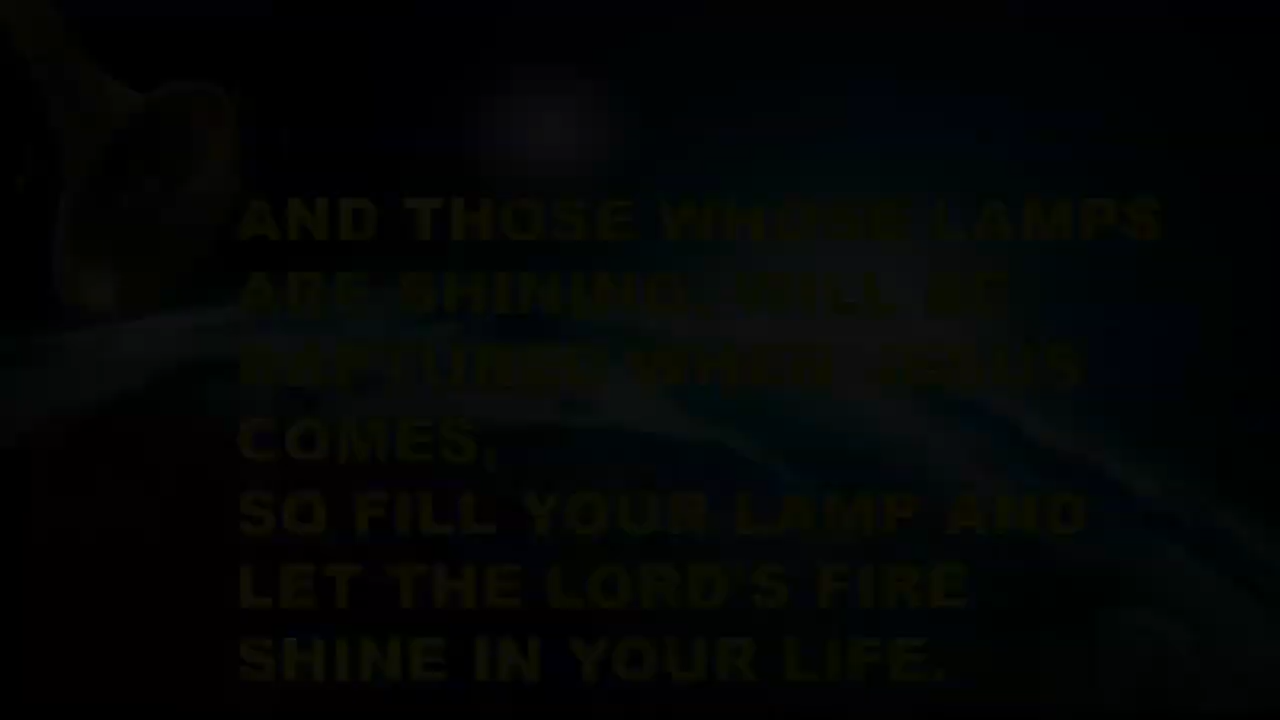 AND THOSE WHOSE LAMPS
ARE SHINING, WILL BE
RAPTURED WHEN JESUS
COMES,
SO FILL YOUR LAMP AND
LET THE LORD'S FIRE
SHINE IN YOUR LIFE.